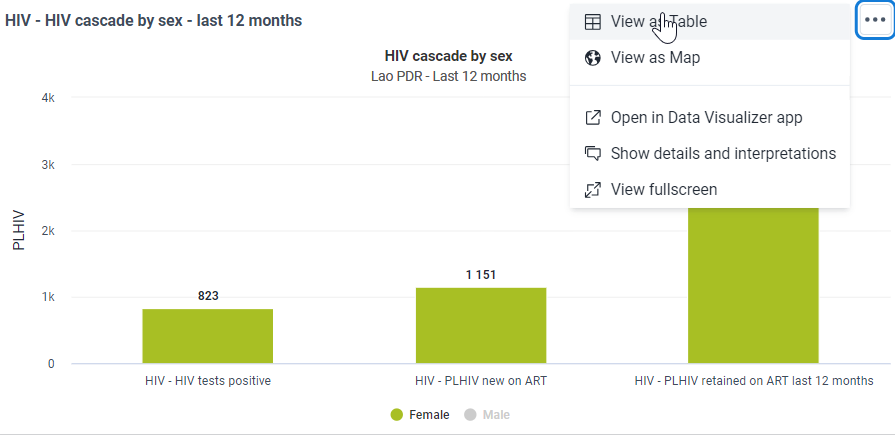 HIV - HIV cascade by sex - last 12 months
View as Table
View as Map
Open in Data Visualizer app
Show details and interpretations
View fullscreen
HIV cascade by sex
Lao PDR - Last 12 months
4k
3k
2k
1k
0
PLHIV
823
1 151
HIV - HIV tests positive
HIV - PLHIV new on ART
HIV - PLHIV retained on ART last 12 months
Female
Male